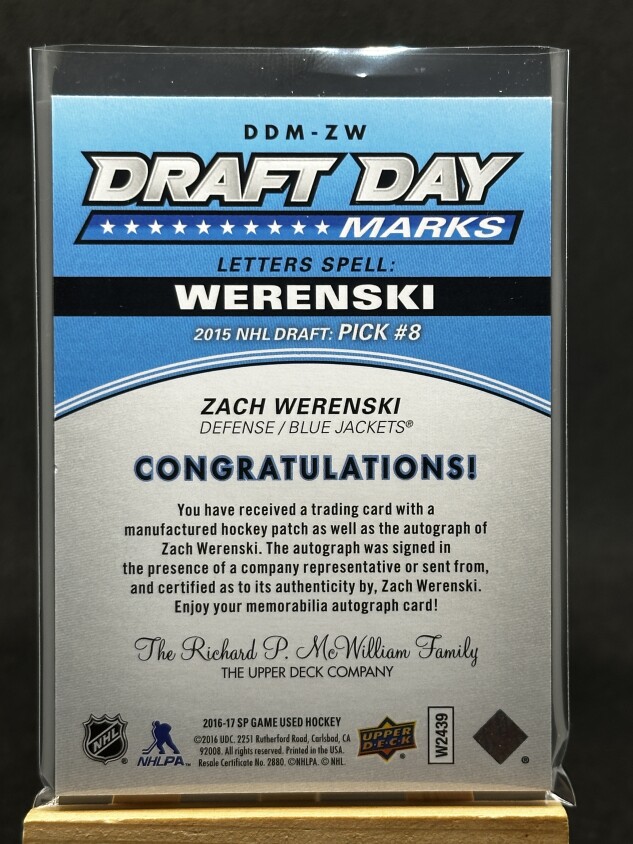 DDM-ZW
DRAFT DAY
MARKS
LETTERS SPELL:
WERENSKI
2015 NHL DRAFT: PICK #8
ZACH WERENSKI
DEFENSE / BLUE JACKETS®
CONGRATULATIONS!
You have received a trading card with a
manufactured hockey patch as well as the autograph of
Zach Werenski. The autograph was signed in
the presence of a company representative or sent from,
and certified as to its authenticity by, Zach Werenski.
Enjoy your memorabilia autograph card!
The Richard P. McWilliam Family
THE UPPER DECK COMPANY
2016-17 SP GAME USED HOCKEY
©2016 UDC. 2251 Rutherford Road, Carlsbad, CA
92008. All rights reserved. Printed in the USA.
Resale Certificate No. 2880. ©NHLPA. © NHL.
NHL ®
NHLPA™
UPPER
DECK ®
W2439
®